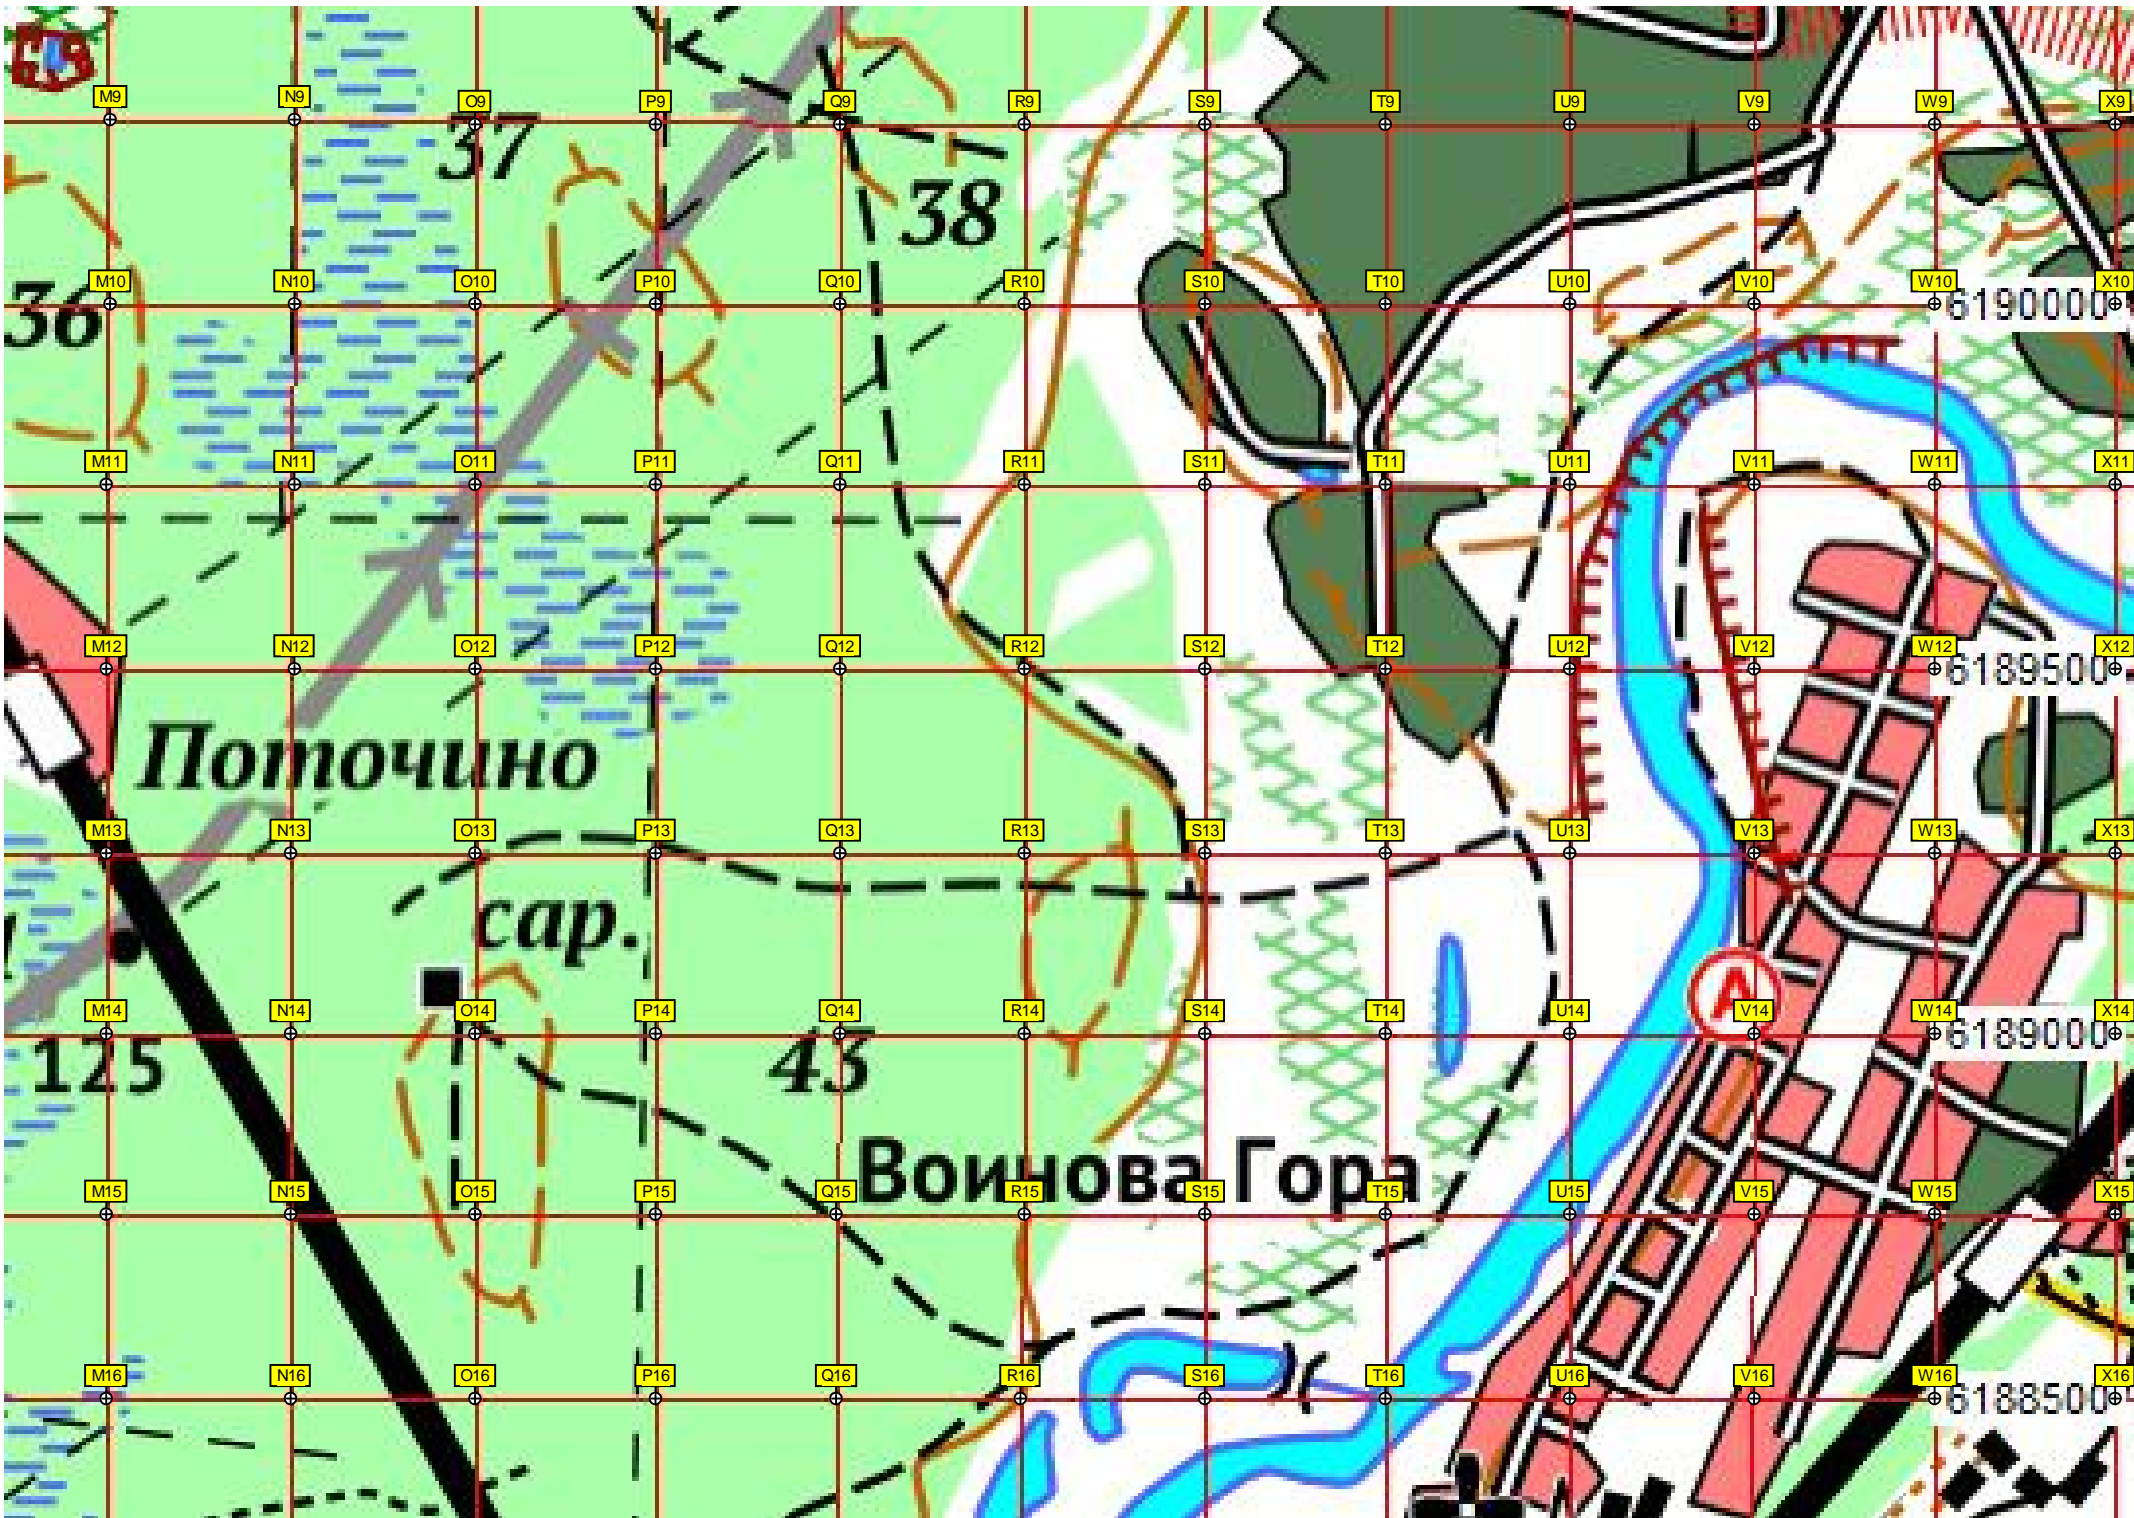 M9 N9 O9 P9 Q9 R9 S9 T9 U9 V9 W9 X9
37
38
M10 N10 O10 P10 Q10 R10 S10 T10 U10 V10 W10 X10
36
6190000
M11 N11 O11 P11 Q11 R11 S11 T11 U11 V11 W11 X11
M12 N12 O12 P12 Q12 R12 S12 T12 U12 V12 W12 X12
6189500
Поточино
M13 N13 O13 P13 Q13 R13 S13 T13 U13 V13 W13 X13
сар.
А
M14 N14 O14 P14 Q14 R14 S14 T14 U14 V14 W14 X14
6189000
125
43
Воинова Гора
M15 N15 O15 P15 Q15 R15 S15 T15 U15 V15 W15 X15
M16 N16 O16 P16 Q16 R16 S16 T16 U16 V16 W16 X16
6188500